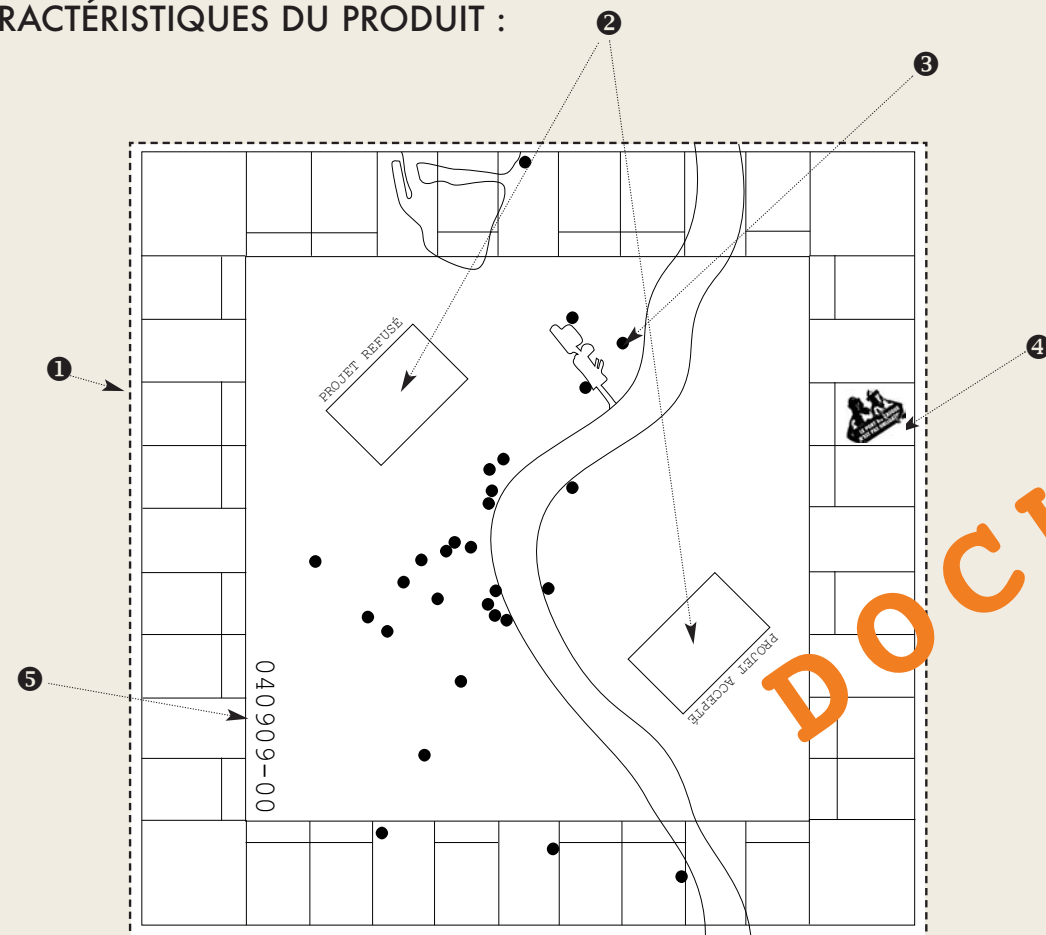 RACTÉRISTIQUES DU PRODUIT :
❷
❸
❶
❹
PROJET REFUSÉ
PROJET ACCEPTÉ
❺
040909-00
DOC